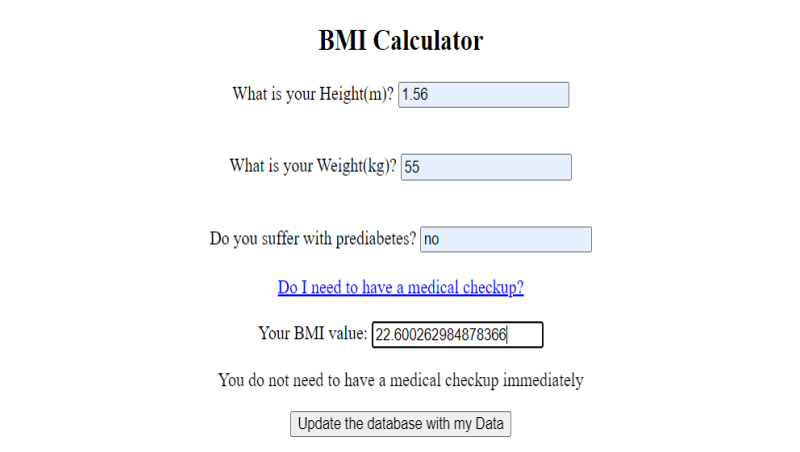 BMI Calculator
What is your Height(m)? 1.56
What is your Weight(kg)? 55
Do you suffer with prediabetes? no
Do I need to have a medical checkup?
Your BMI value: 22.600262984878366
You do not need to have a medical checkup immediately
Update the database with my Data